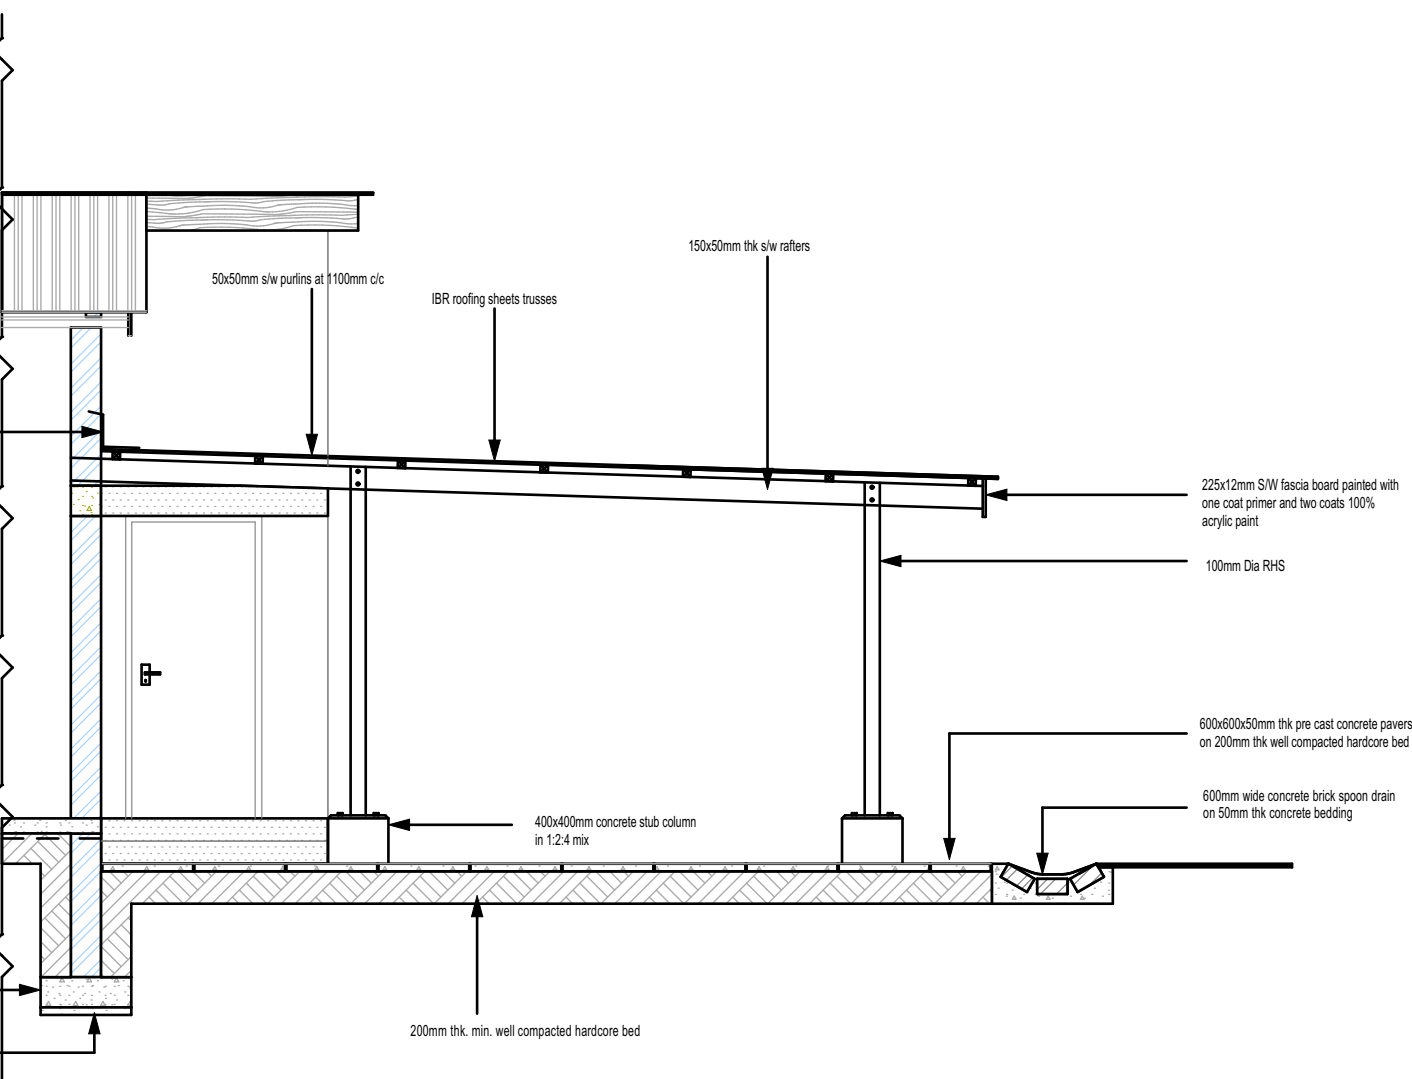 150x50mm thk s/w rafters
50x50mm s/w purlins at 1100mm c/c
IBR roofing sheets trusses
225x12mm S/W fascia board painted with
one coat primer and two coats 100%
acrylic paint
100mm Dia RHS
600x600x50mm thk pre cast concrete pavers
on 200mm thk well compacted hardcore bed
600mm wide concrete brick spoon drain
on 50mm thk concrete bedding
400x400mm concrete stub column
in 1:2:4 mix
200mm thk. min. well compacted hardcore bed